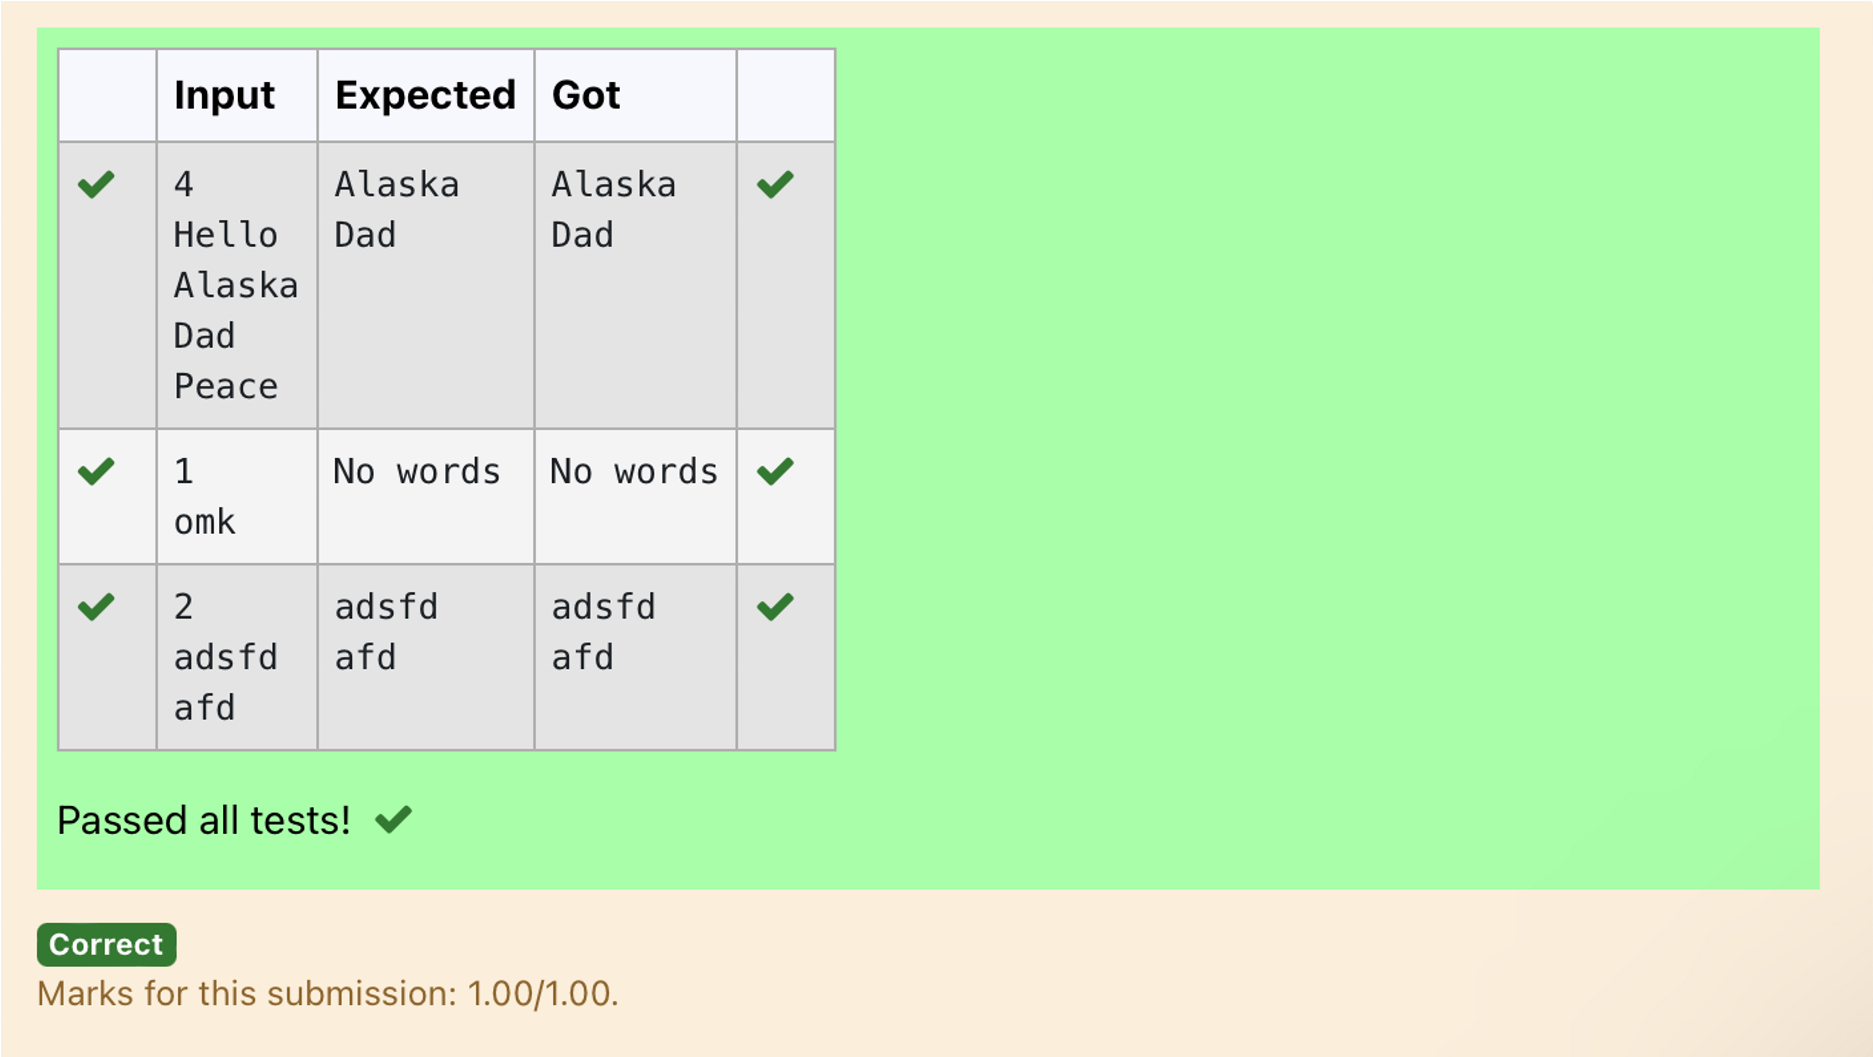 Input Expected Got
4 Alaska Alaska
Hello Dad Dad
Alaska
Dad
Peace
1 No words No words
omk
2 adsfd adsfd
adsfd afd afd
afd
Passed all tests!
Correct
Marks for this submission: 1.00/1.00.